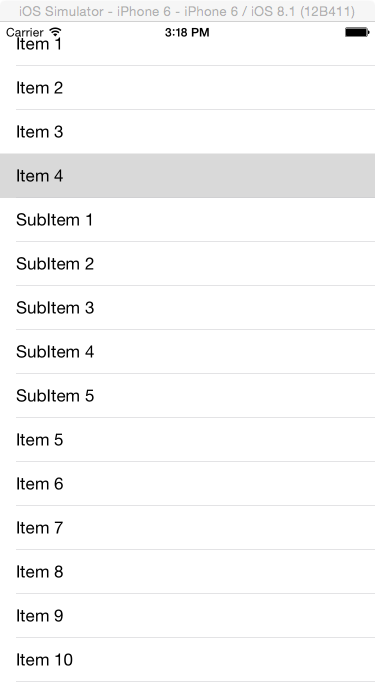 iOS Simulator - iPhone 6 - iPhone 6 / iOS 8.1 (12B411)
Carrier 3:18 PM
Item 1
Item 2
Item 3
Item 4
SubItem 1
SubItem 2
SubItem 3
SubItem 4
SubItem 5
Item 5
Item 6
Item 7
Item 8
Item 9
Item 10